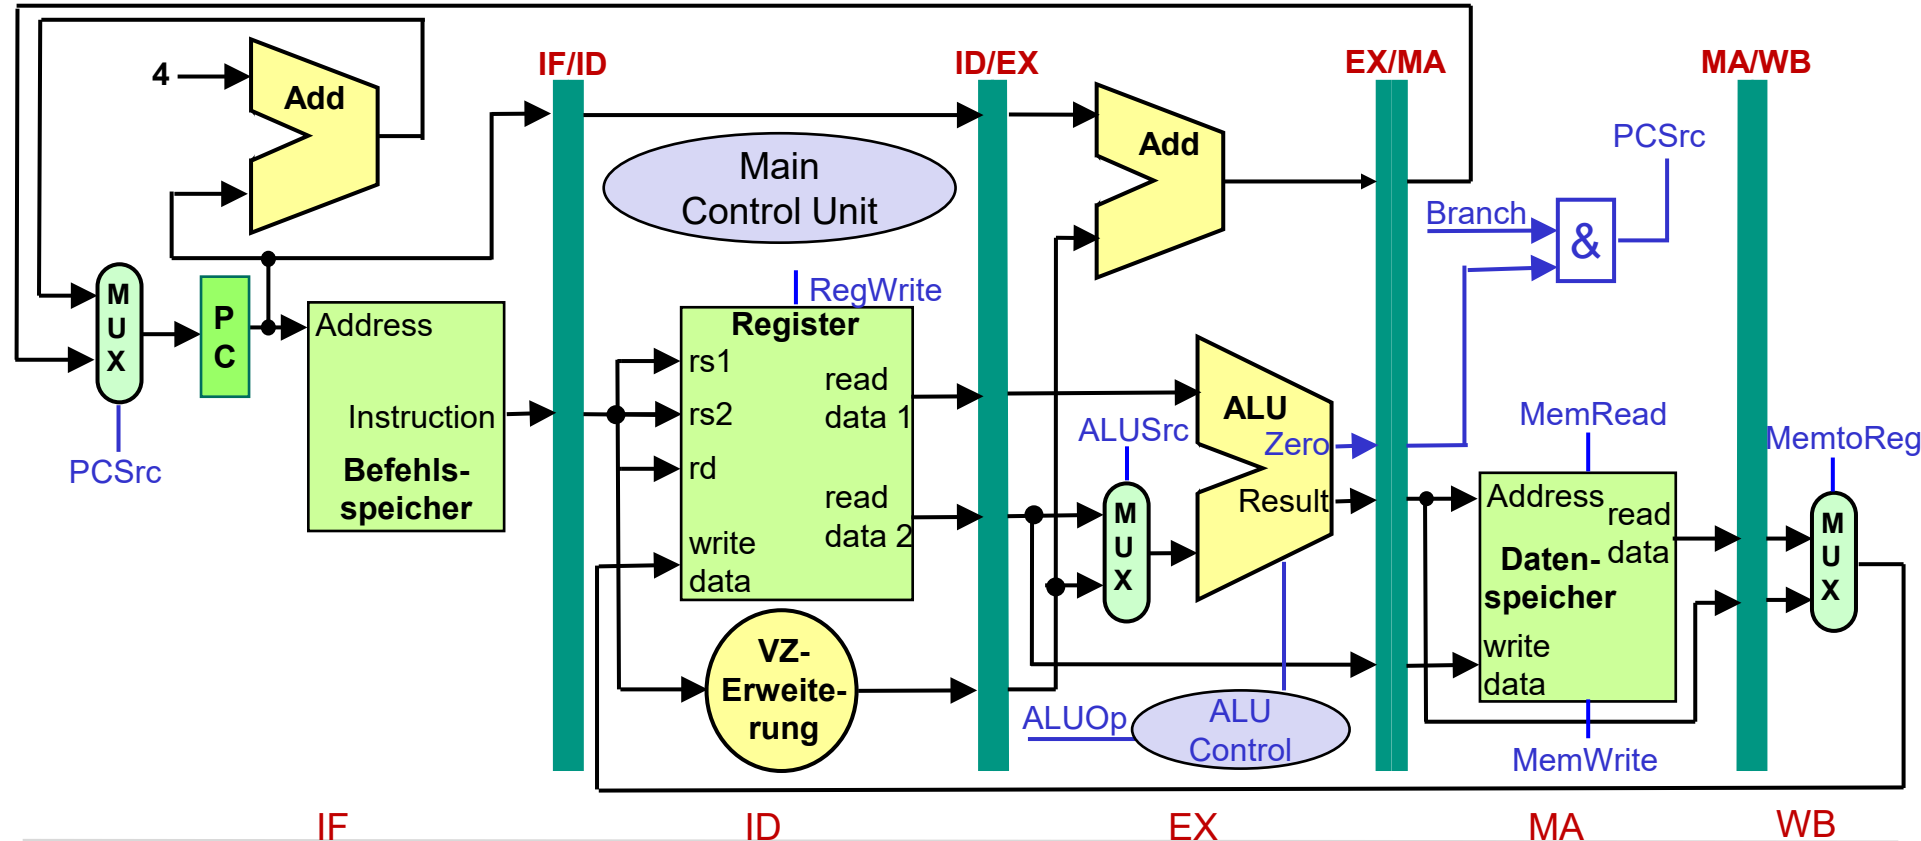 IF/ID
ID/EX
EX/MA
MA/WB
4
Add
Main
Control Unit
Add
PCSrc
Branch
&
M
U
X
PCSrc
P
C
Address
Instruction
Befehls-
speicher
RegWrite
Register
rs1
rs2
rd
write
data
read
data 1
read
data 2
VZ-
Erweite-
rung
ALUSrc
M
U
X
ALU
Zero
Result
ALUOp
ALU
Control
MemRead
Address
read
data
Daten-
speicher
write
data
MemWrite
MemtoReg
M
U
X
IF
ID
EX
MA
WB